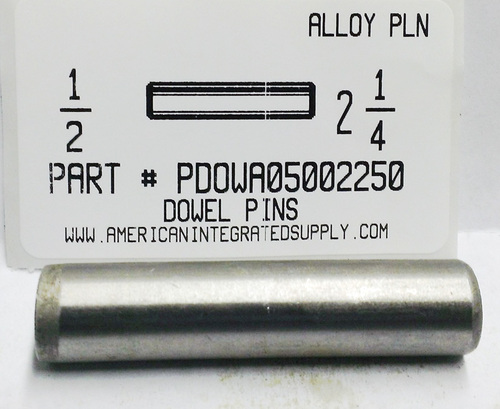 ALLOY PLN
1/2 2 1/4
PART # PDOWA05002250
DOWEL PINS
WWW.AMERICANINTEGRATEDSUPPLY.COM